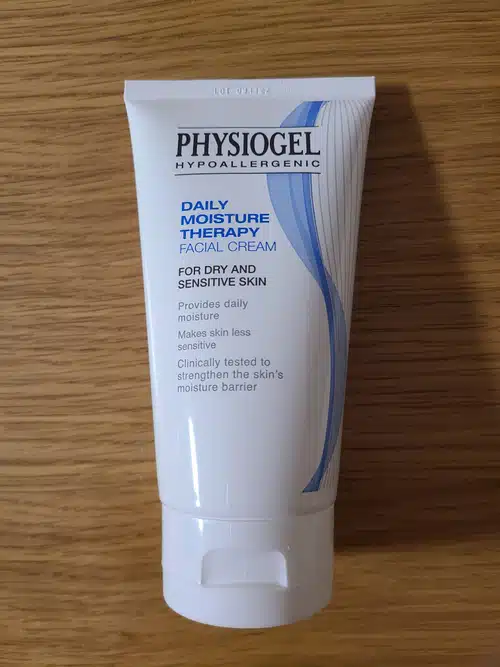 PHYSIOGEL
HYPOALLERGENIC
DAILY
MOISTURE
THERAPY
FACIAL CREAM
FOR DRY AND
SENSITIVE SKIN
Provides daily
moisture
Makes skin less
sensitive
Clinically tested to
strengthen the skin's
moisture barrier